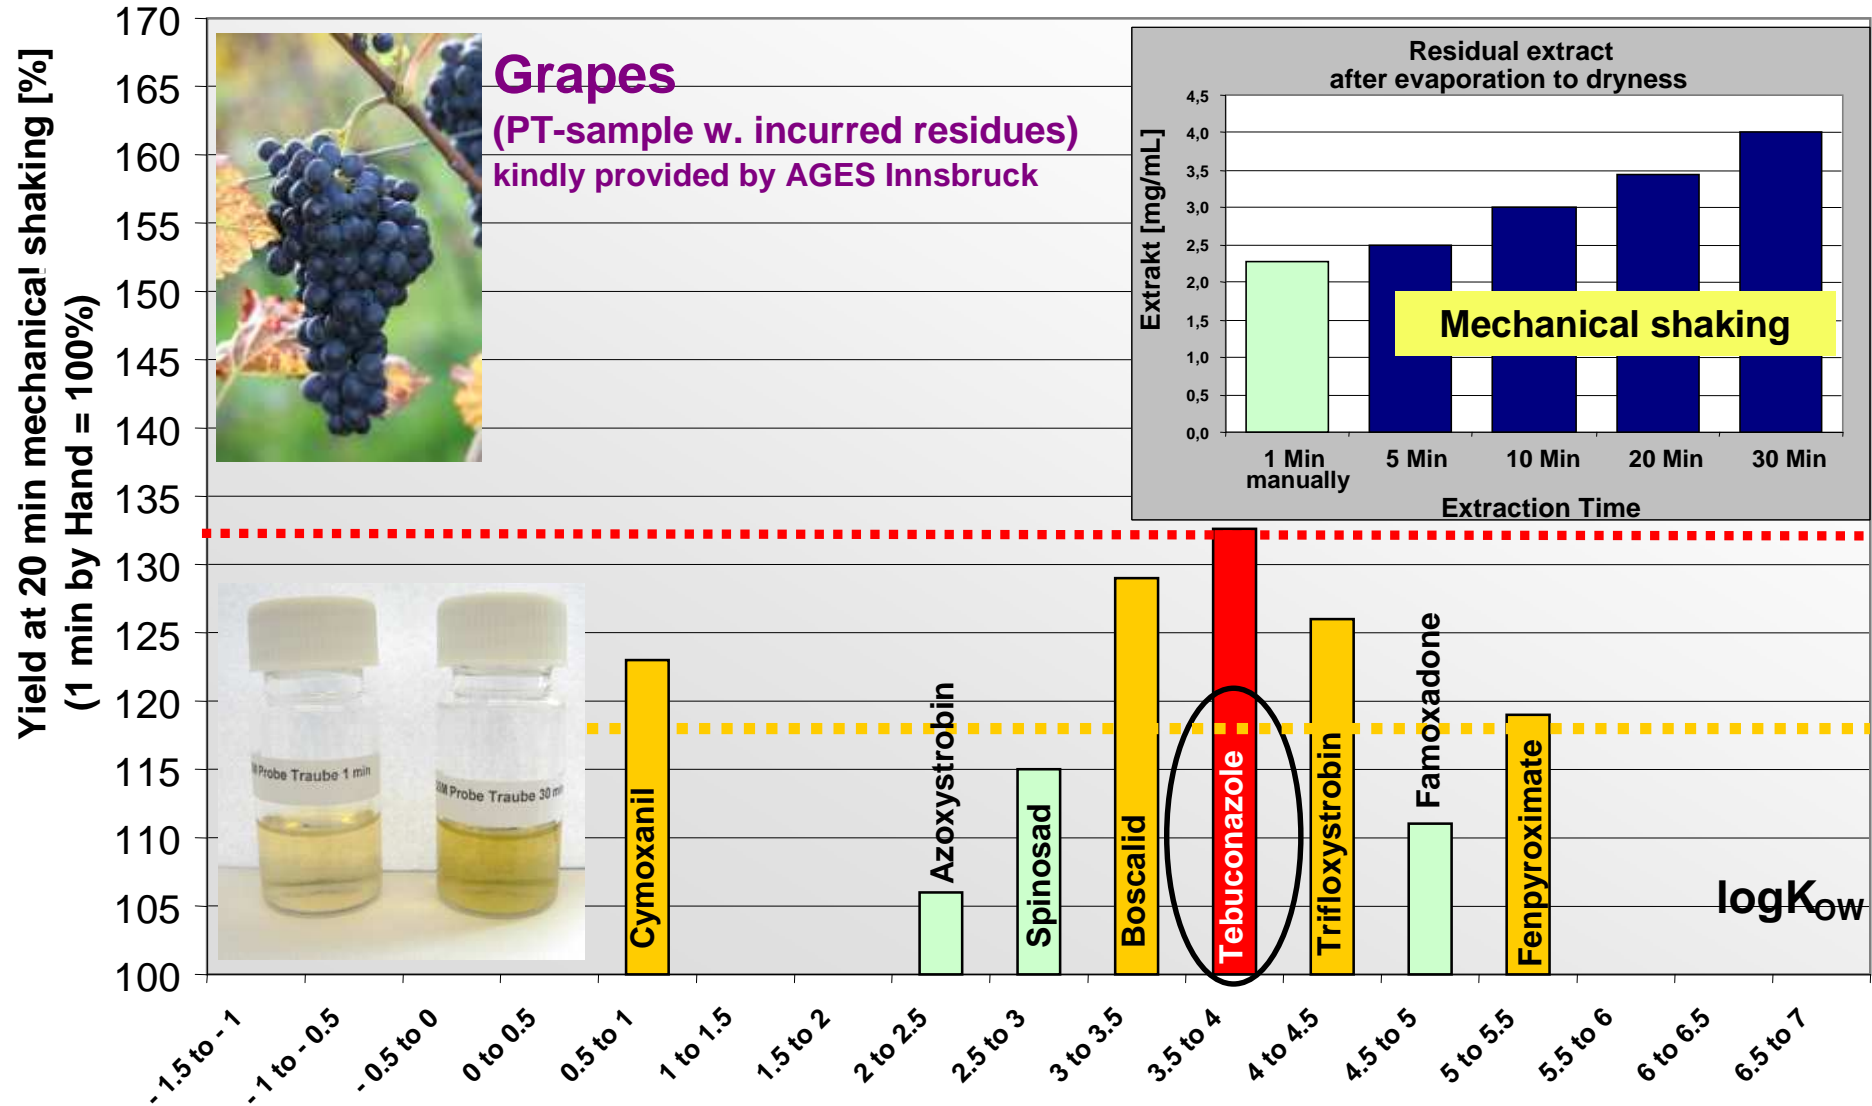 Yield at 20 min mechanical shaking [%]
(1 min by Hand = 100%)
170
165
160
155
150
145
140
135
130
125
120
115
110
105
100
Grapes
(PT-sample w. incurred residues)
kindly provided by AGES Innsbruck
Residual extract
after evaporation to dryness
Extrakt [mg/mL]
4,5
4,0
3,5
3,0
2,5
2,0
1,5
1,0
0,5
0,0
Mechanical shaking
1 Min
manually
5 Min
10 Min
20 Min
30 Min
Extraction Time
Probe Traube 1 min
Probe Traube 30 min
Cymoxanil
Azoxystrobin
Spinosad
Boscalid
Tebuconazole
Trifloxystrobin
Famoxadone
Fenpyroximate
logKOW
- 1.5 to - 1
- 1 to - 0.5
- 0.5 to 0
0 to 0.5
0.5 to 1
1 to 1.5
1.5 to 2
2 to 2.5
2.5 to 3
3 to 3.5
3.5 to 4
4 to 4.5
4.5 to 5
5 to 5.5
5.5 to 6
6 to 6.5
6.5 to 7